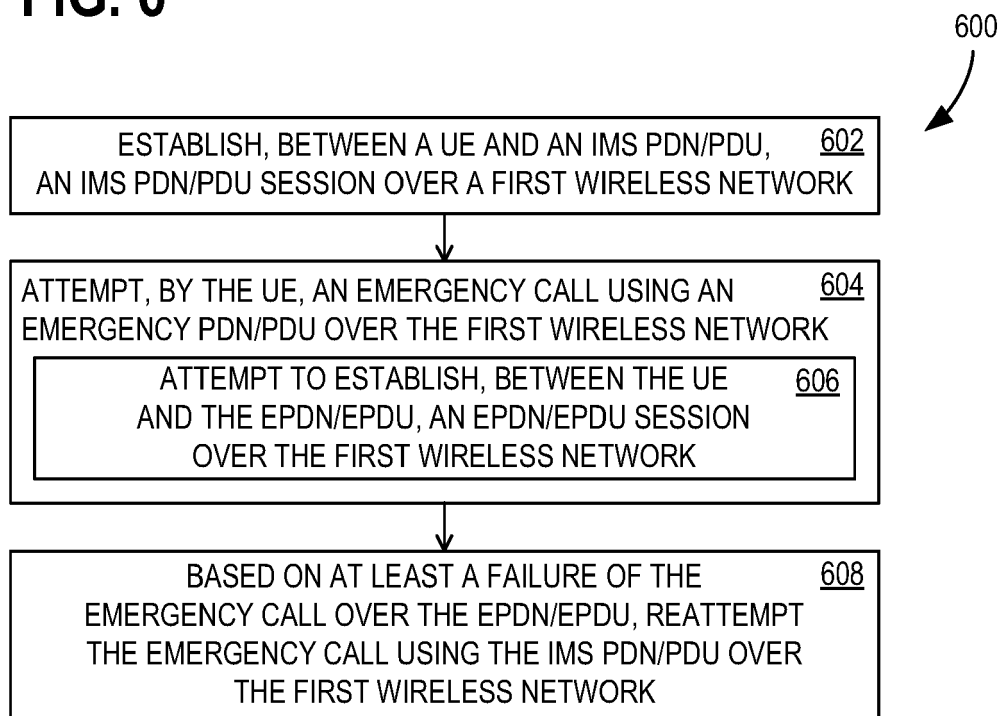 FIG. 6
600
ESTABLISH, BETWEEN A UE AND AN IMS PDN/PDU, 602
AN IMS PDN/PDU SESSION OVER A FIRST WIRELESS NETWORK
ATTEMPT, BY THE UE, AN EMERGENCY CALL USING AN 604
EMERGENCY PDN/PDU OVER THE FIRST WIRELESS NETWORK
ATTEMPT TO ESTABLISH, BETWEEN THE UE 606
AND THE EPDN/EPDU, AN EPDN/EPDU SESSION
OVER THE FIRST WIRELESS NETWORK
BASED ON AT LEAST A FAILURE OF THE 608
EMERGENCY CALL OVER THE EPDN/EPDU, REATTEMPT
THE EMERGENCY CALL USING THE IMS PDN/PDU OVER
THE FIRST WIRELESS NETWORK